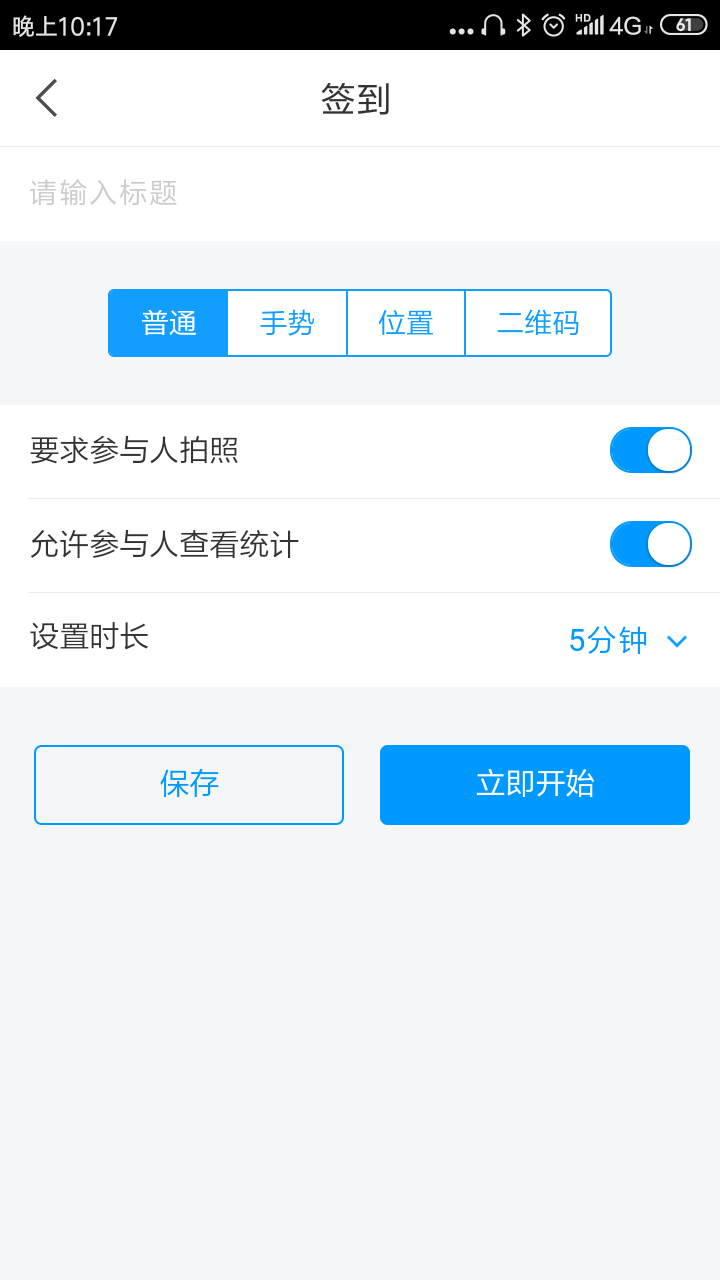 晚上10:17 ... HD 4G 61
签到
请输入标题
普通 手势 位置 二维码
要求参与人拍照
允许参与人查看统计
设置时长 5分钟
保存 立即开始